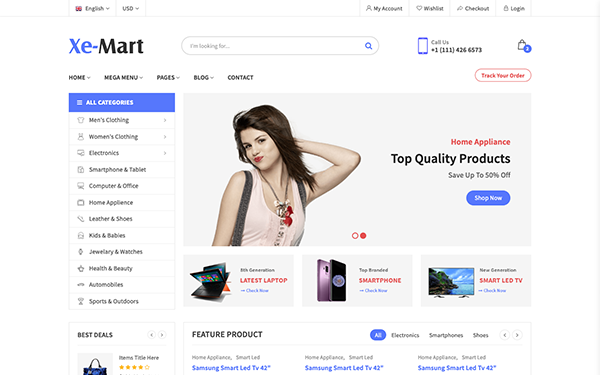 English
USD
My Account
Wishlist
Checkout
Login
Xe-Mart
I'm looking for...
Call Us
+1 (111) 426 6573
2
HOME
MEGA MENU
PAGES
BLOG
CONTACT
Track Your Order
ALL CATEGORIES
Men's Clothing
Women's Clothing
Electronics
Smartphone & Tablet
Computer & Office
Home Applience
Leather & Shoes
Kids & Babies
Jewelary & Watches
Health & Beauty
Automobiles
Sports & Outdoors
Home Appliance
Top Quality Products
Save Up To 50% Off
Shop Now
8th Generation
LATEST LAPTOP
Check Now
Top Branded
SMARTPHONE
Check Now
New Generation
SMART LED TV
Check Now
BEST DEALS
Items Title Here
FEATURE PRODUCT
All
Electronics
Smartphones
Shoes
Home Appliance, Smart Led
Samsung Smart Led Tv 42"
Home Appliance, Smart Led
Samsung Smart Led Tv 42"
Home Appliance, Smart Led
Samsung Smart Led Tv 42"